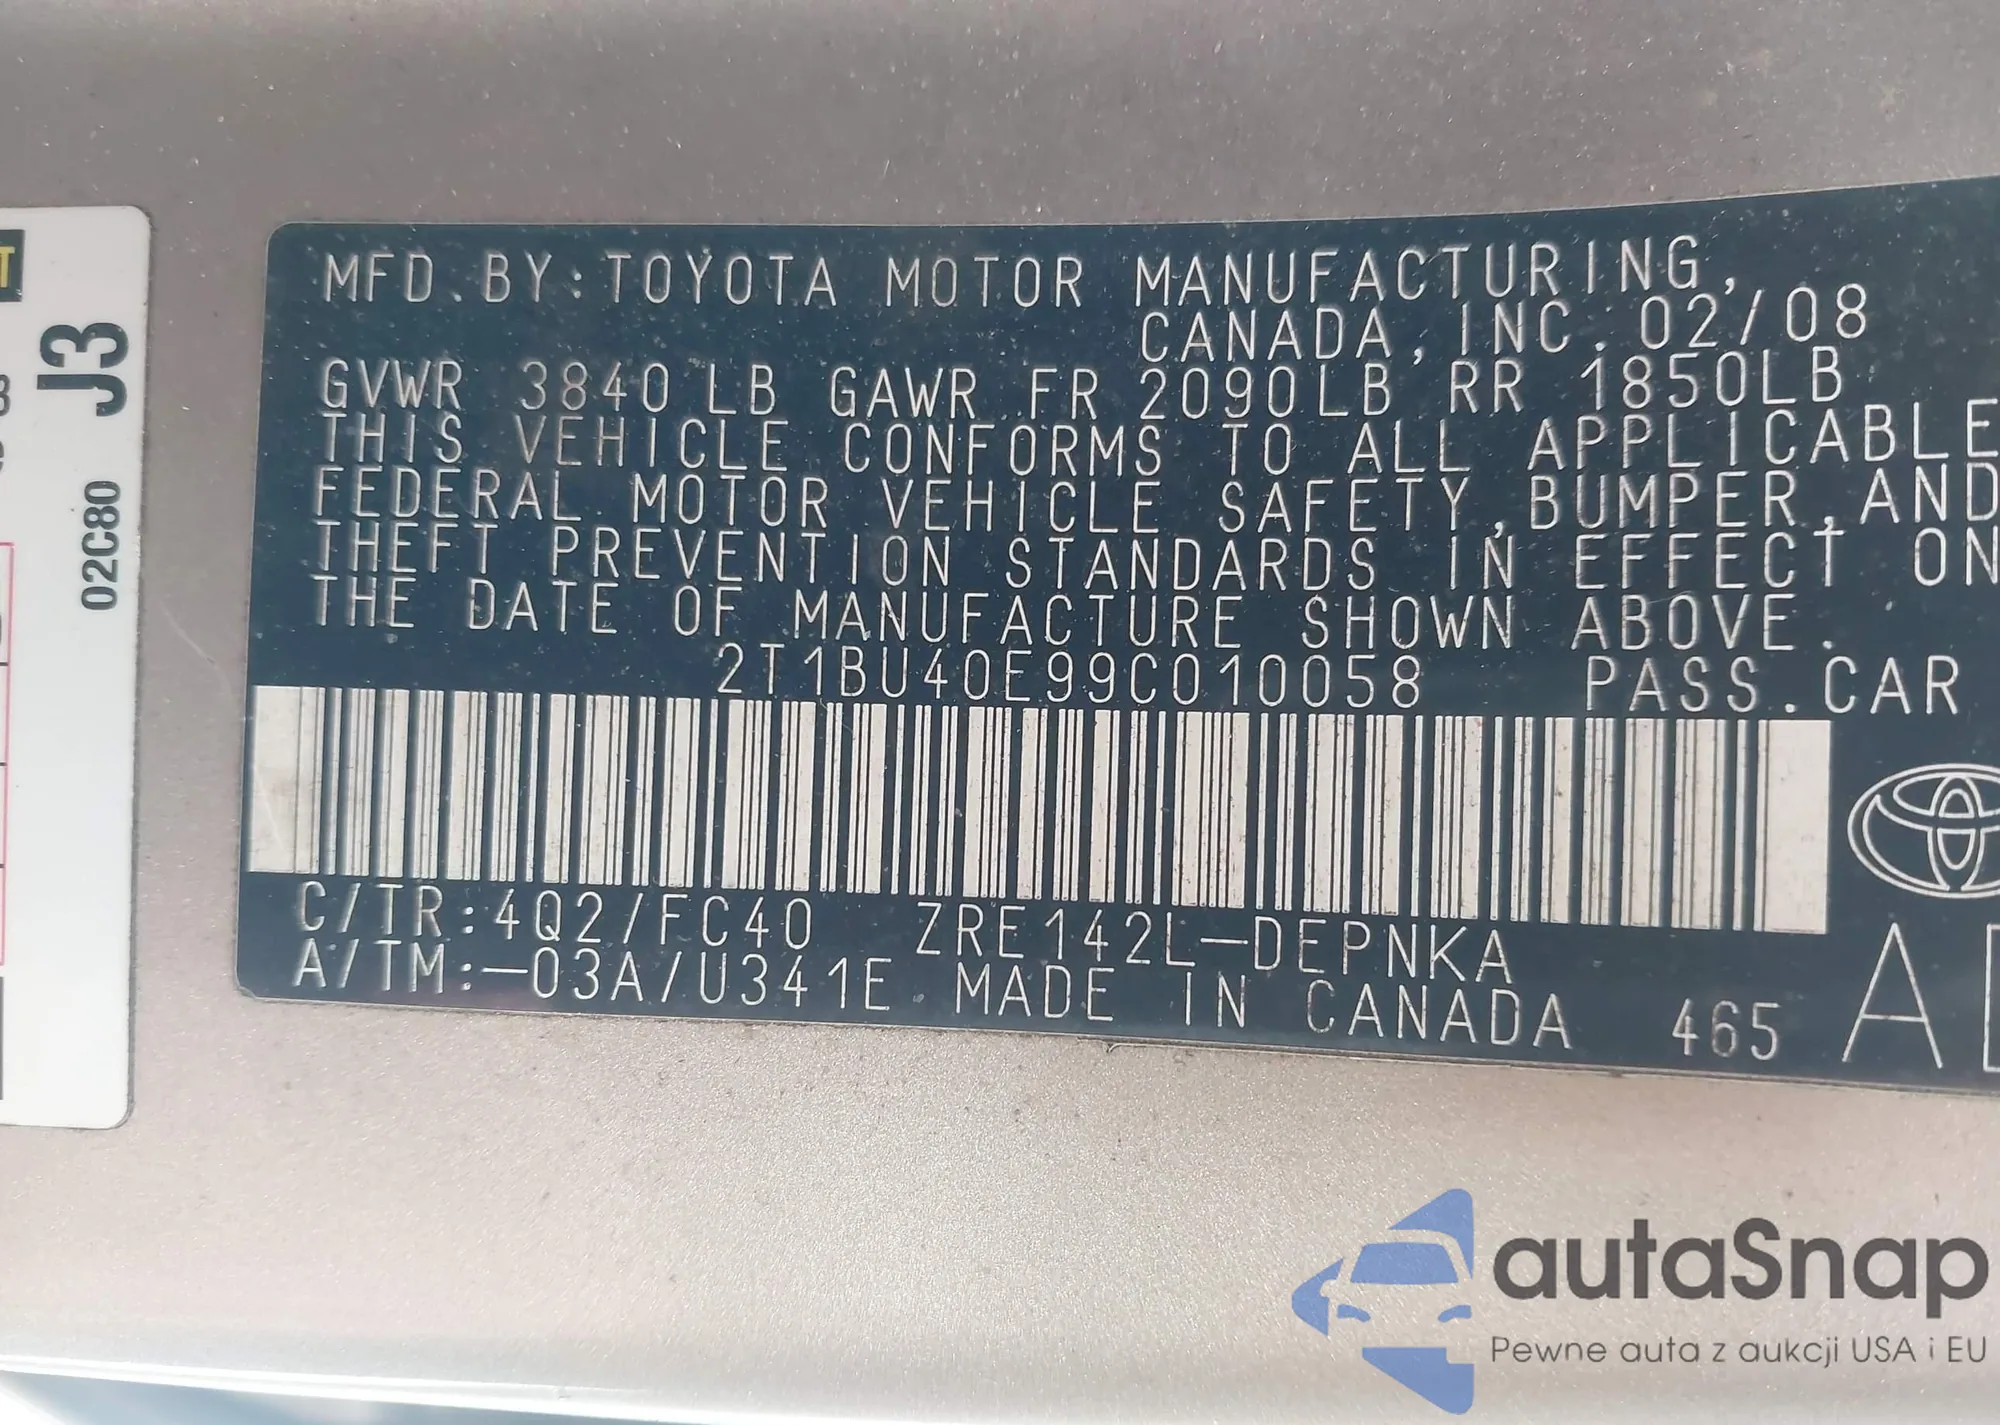 MFD.BY:TOYOTA MOTOR MANUFACTURING,
CANADA,INC.02/08
GVWR 3840LB GAWR FR 2090LB RR 1850LB
THIS VEHICLE CONFORMS TO ALL APPLICABLE
FEDERAL MOTOR VEHICLE SAFETY,BUMPER,AND
THEFT PREVENTION STANDARDS IN EFFECT ON
THE DATE OF MANUFACTURE SHOWN ABOVE.
2T1BU40E99C010058 PASS.CAR
C/TR:4Q2/FC40 ZRE142L-DEPNKA
A/TM:-03A/U341E MADE IN CANADA 465
J3
02C80
autaSnap
Pewne auta z aukcji USA i EU